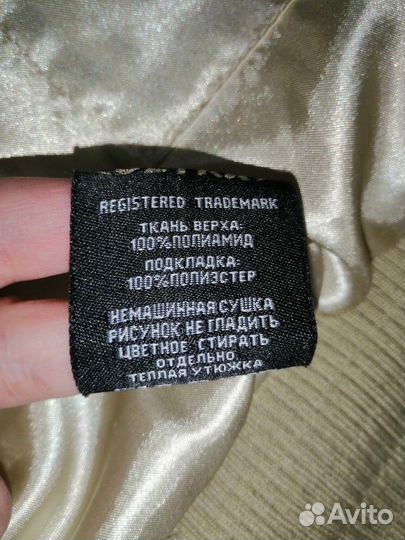 REGISTERED TRADEMARK
ТКАНЬ ВЕРХА:
100%ПОЛИАМИД
ПОДКЛАДКА:
100%ПОЛИЭСТЕР
НЕМАШИННАЯ СУШКА
РИСУНОК НЕ ГЛАДИТЬ
ЦВЕТНОЕ СТИРАТЬ
ОТДЕЛЬНО
ТЕПЛАЯ УТЮЖКА
Avito